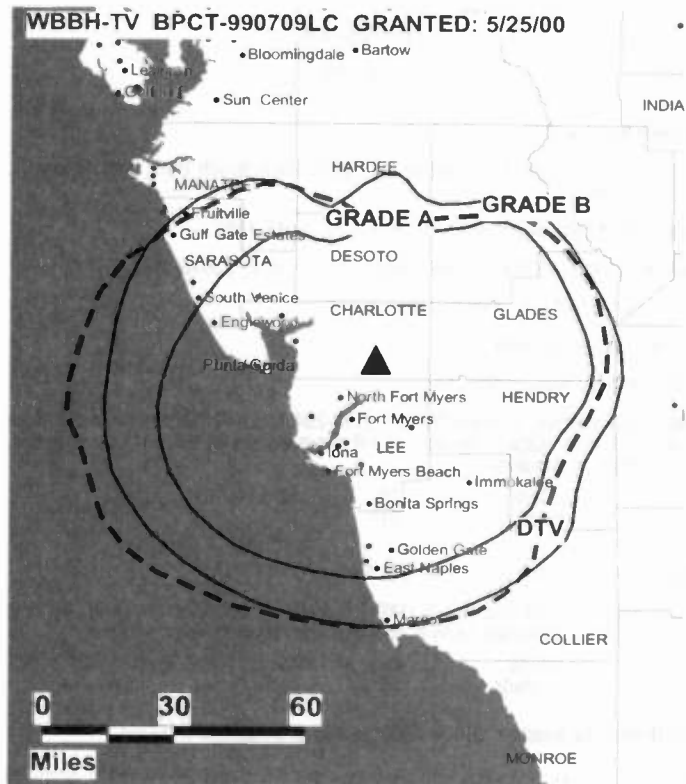 WBBH-TV BPCT-990709LC GRANTED: 5/25/00
Bloomingdale
Bartow
Sun Center
INDIA
HARDEE
MANATEE
Fruitville
GRADE A
GRADE B
Gulf Gate Estates
SARASOTA
DESOTO
South Venice
CHARLOTTE
GLADES
Englewood
Punta Gorda
North Fort Myers
HENDRY
Fort Myers
LEE
Iona
Fort Myers Beach
Immokalee
Bonita Springs
DTV
Golden Gate
East Naples
Marco
COLLIER
0 30 60
Miles
MONROE